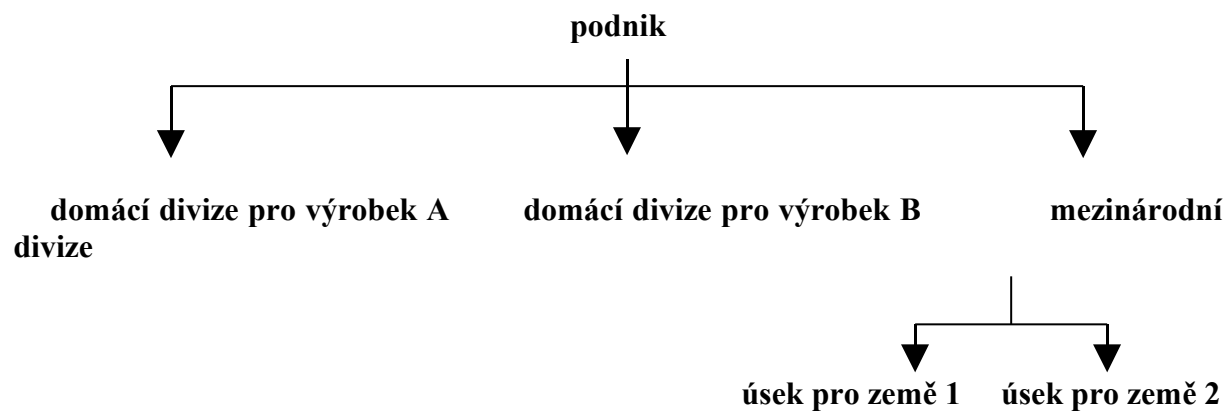 podnik
domácí divize pro výrobek A domácí divize pro výrobek B mezinárodní
divize
úsek pro země 1 úsek pro země 2